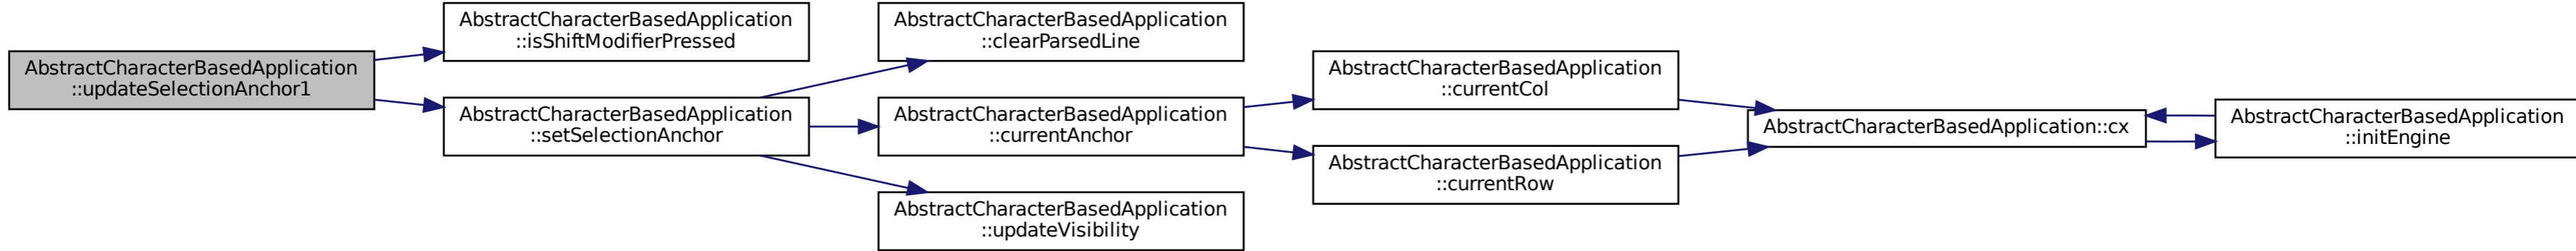 AbstractCharacterBasedApplication
::updateSelectionAnchor1
AbstractCharacterBasedApplication
::isShiftModifierPressed
AbstractCharacterBasedApplication
::setSelectionAnchor
AbstractCharacterBasedApplication
::clearParsedLine
AbstractCharacterBasedApplication
::currentAnchor
AbstractCharacterBasedApplication
::updateVisibility
AbstractCharacterBasedApplication
::currentCol
AbstractCharacterBasedApplication
::currentRow
AbstractCharacterBasedApplication::cx
AbstractCharacterBasedApplication
::initEngine